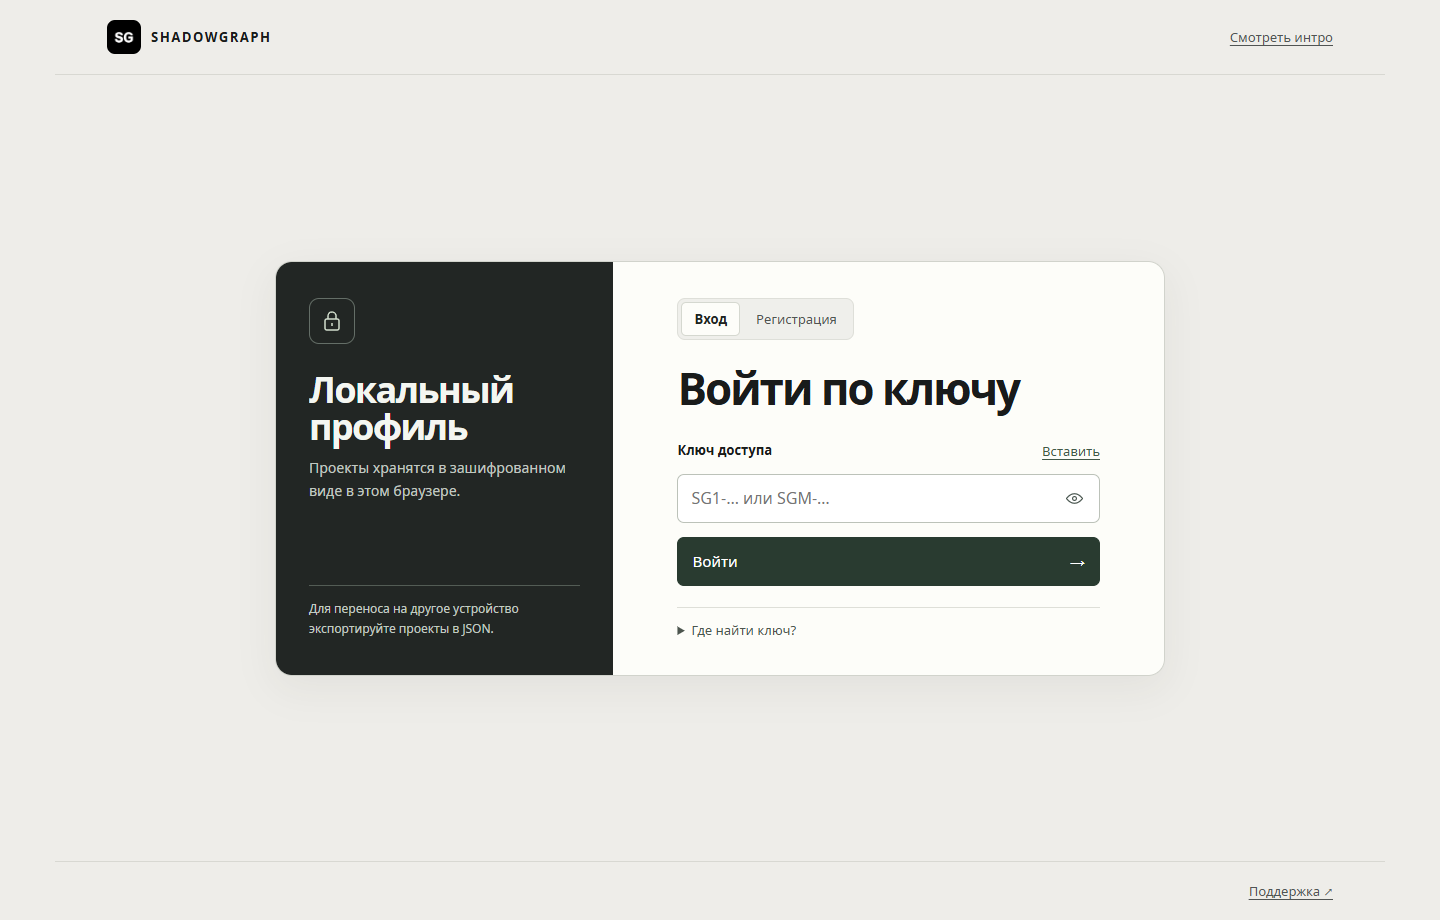 SG SHADOWGRAPH
Смотреть интро
Локальный
профиль
Проекты хранятся в зашифрованном
виде в этом браузере.
Для переноса на другое устройство
экспортируйте проекты в JSON.
Вход Регистрация
Войти по ключу
Ключ доступа Вставить
SG1-... или SGM-...
Войти →
▶ Где найти ключ?
Поддержка ↗